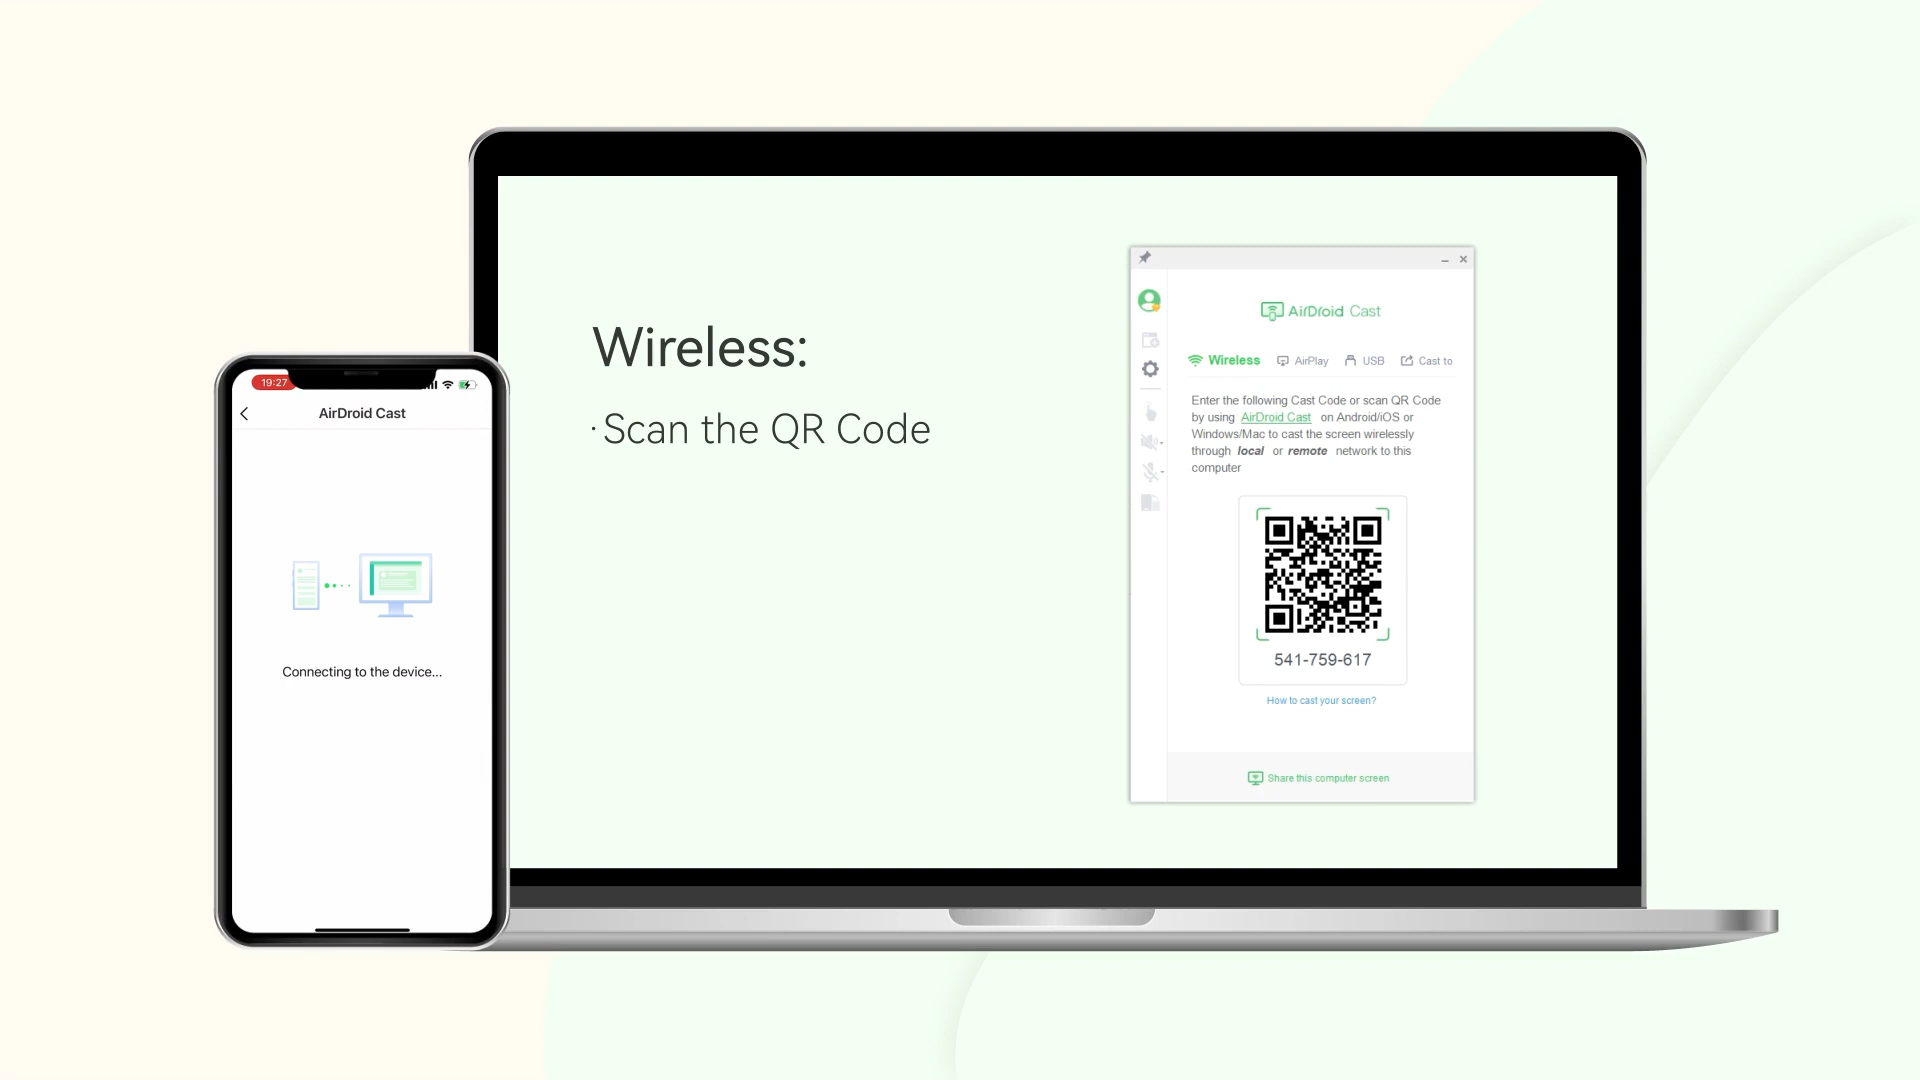 19:27
AirDroid Cast
Connecting to the device...
Wireless:
· Scan the QR Code
AirDroid Cast
Wireless AirPlay USB Cast to
Enter the following Cast Code or scan QR Code
by using AirDroid Cast on Android/iOS or
Windows/Mac to cast the screen wirelessly
through local or remote network to this
computer
541-759-617
How to cast your screen?
Share this computer screen